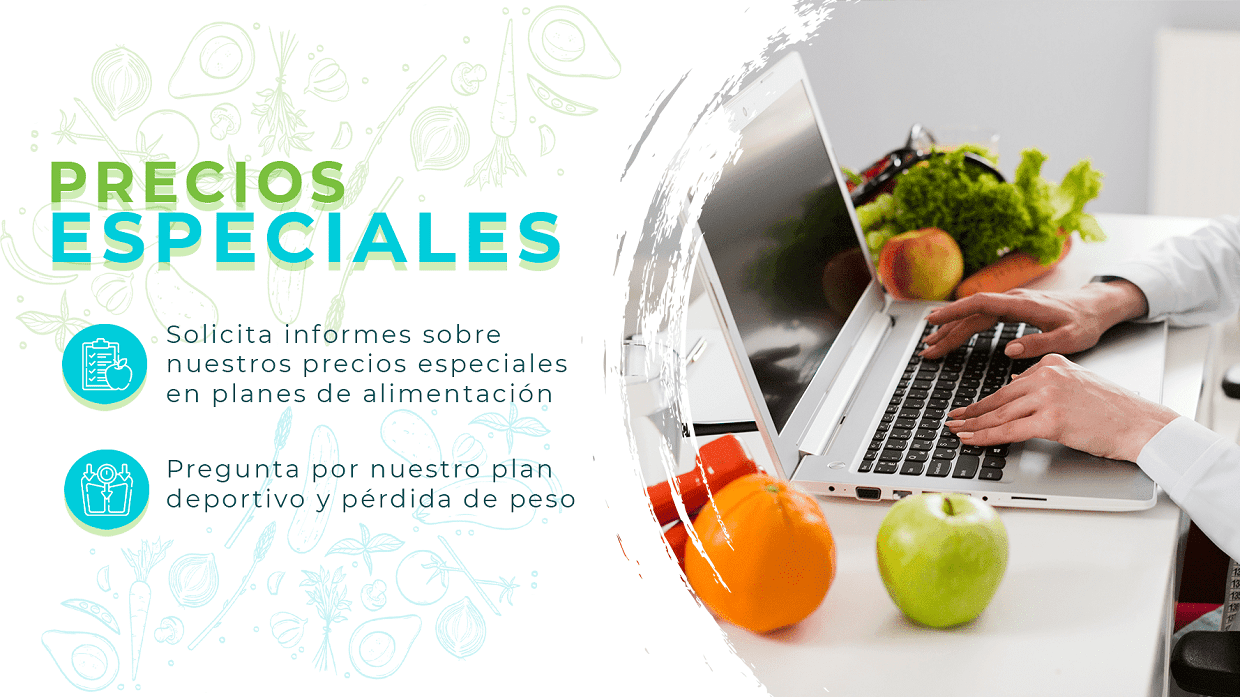 PRECIOS
ESPECIALES
Solicita informes sobre
nuestros precios especiales
en planes de alimentación
Pregunta por nuestro plan
deportivo y pérdida de peso